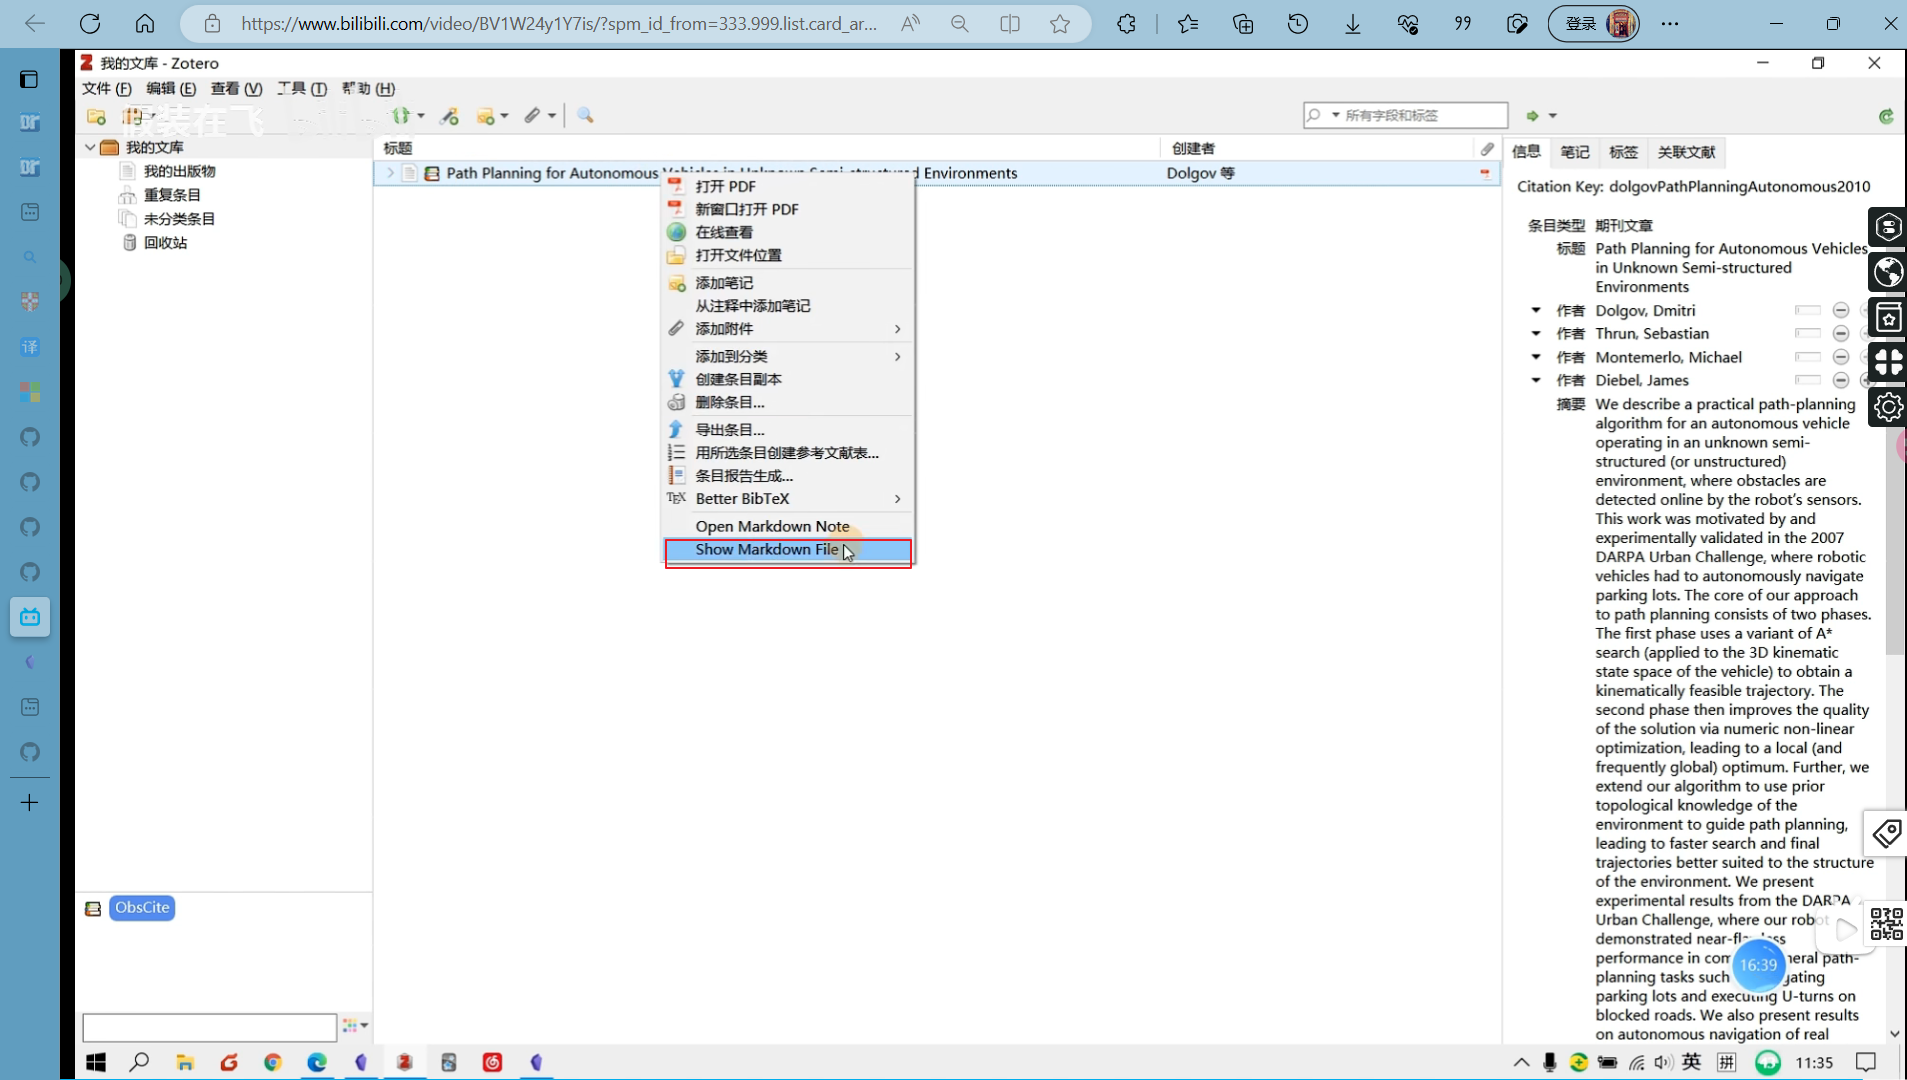 https://www.bilibili.com/video/BV1W24y1Y7is/?spm_id_from=333.999.list.card_ar...
登录
我的文库 - Zotero
文件 (F) 编辑 (E) 查看 (V) 工具 (T) 帮助 (H)
假装在飞
所有字段和标签
我的文库
我的出版物
重复条目
未分类条目
回收站
标题 创建者
Path Planning for Autonomous Vehicles in Unknown Semi-structured Environments Dolgov 等
打开 PDF
新窗口打开 PDF
在线查看
打开文件位置
添加笔记
从注释中添加笔记
添加附件
添加到分类
创建条目副本
删除条目...
导出条目...
用所选条目创建参考文献表...
条目报告生成...
TEX Better BibTeX
Open Markdown Note
Show Markdown File
信息 笔记 标签 关联文献
Citation Key: dolgovPathPlanningAutonomous2010
条目类型 期刊文章
标题 Path Planning for Autonomous Vehicles
in Unknown Semi-structured
Environments
作者 Dolgov, Dmitri
作者 Thrun, Sebastian
作者 Montemerlo, Michael
作者 Diebel, James
摘要 We describe a practical path-planning
algorithm for an autonomous vehicle
operating in an unknown semi-
structured (or unstructured)
environment, where obstacles are
detected online by the robot's sensors.
This work was motivated by and
experimentally validated in the 2007
DARPA Urban Challenge, where robotic
vehicles had to autonomously navigate
parking lots. The core of our approach
to path planning consists of two phases.
The first phase uses a variant of A*
search (applied to the 3D kinematic
state space of the vehicle) to obtain a
kinematically feasible trajectory. The
second phase then improves the quality
of the solution via numeric non-linear
optimization, leading to a local (and
frequently global) optimum. Further, we
extend our algorithm to use prior
topological knowledge of the
environment to guide path planning,
leading to faster search and final
trajectories better suited to the structure
of the environment. We present
experimental results from the DARPA
Urban Challenge, where our robot
demonstrated near-
performance in
planning tasks such
parking lots and executing U-turns on
blocked roads. We also present results
on autonomous navigation of real
16:39
ObsCite
译
英
拼
11:35